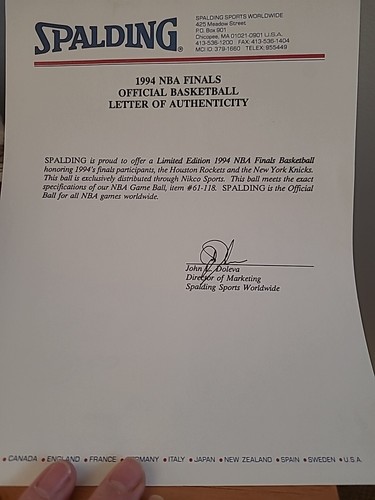 SPALDING®
SPALDING SPORTS WORLDWIDE
425 Meadow Street
P.O. Box 901
Chicopee, MA 01021-0901 U.S.A.
413-536-1200 FAX: 413-536-1404
MCI ID: 379-1660 TELEX: 955449
1994 NBA FINALS
OFFICIAL BASKETBALL
LETTER OF AUTHENTICITY
SPALDING is proud to offer a Limited Edition 1994 NBA Finals Basketball
honoring 1994's finals participants, the Houston Rockets and the New York Knicks.
This ball is exclusively distributed through Nikco Sports. This ball meets the exact
specifications of our NBA Game Ball, item #61-118. SPALDING is the Official
Ball for all NBA games worldwide.
John Doleva
Director of Marketing
Spalding Sports Worldwide
• CANADA • ENGLAND • FRANCE • GERMANY • ITALY • JAPAN • NEW ZEALAND • SPAIN • SWEDEN • U.S.A.